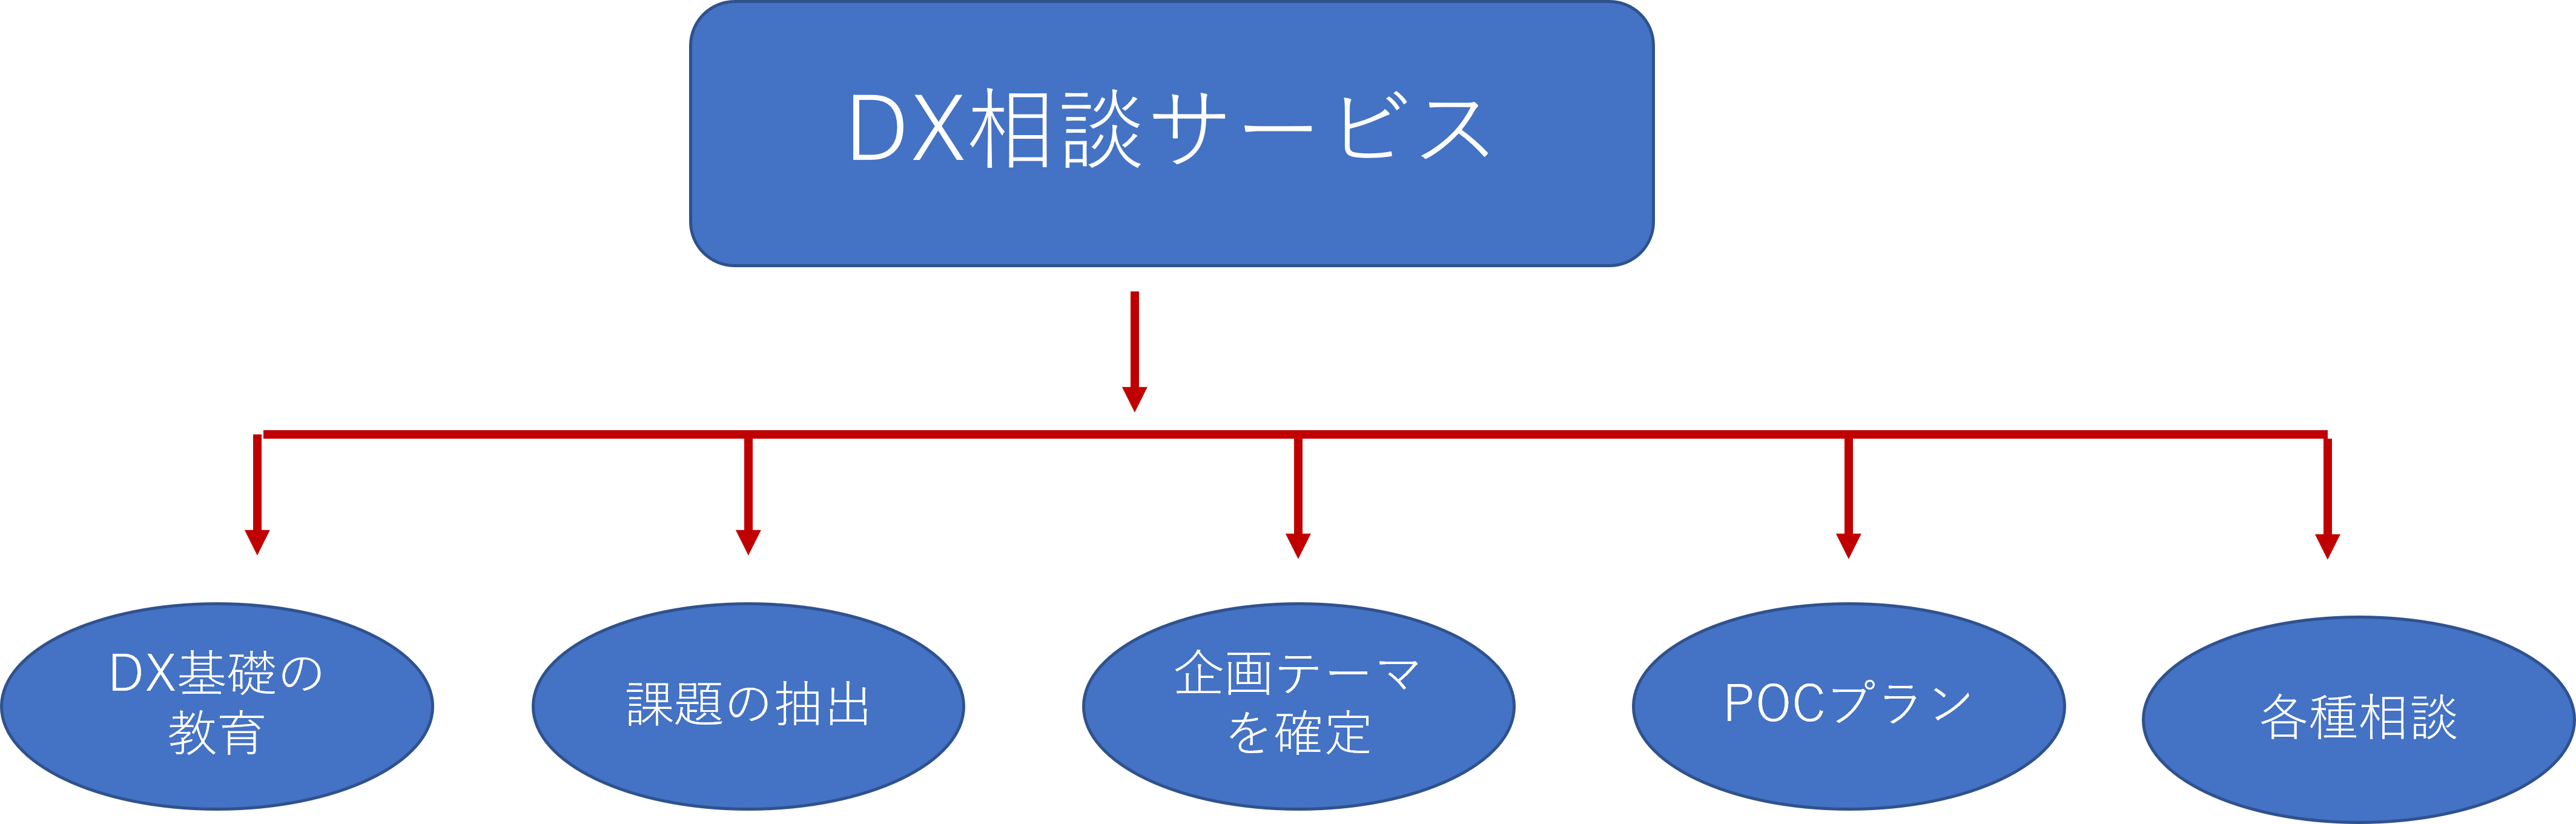 DX相談サービス
DX基礎の
教育
課題の抽出
企画テーマ
を確定
POCプラン
各種相談